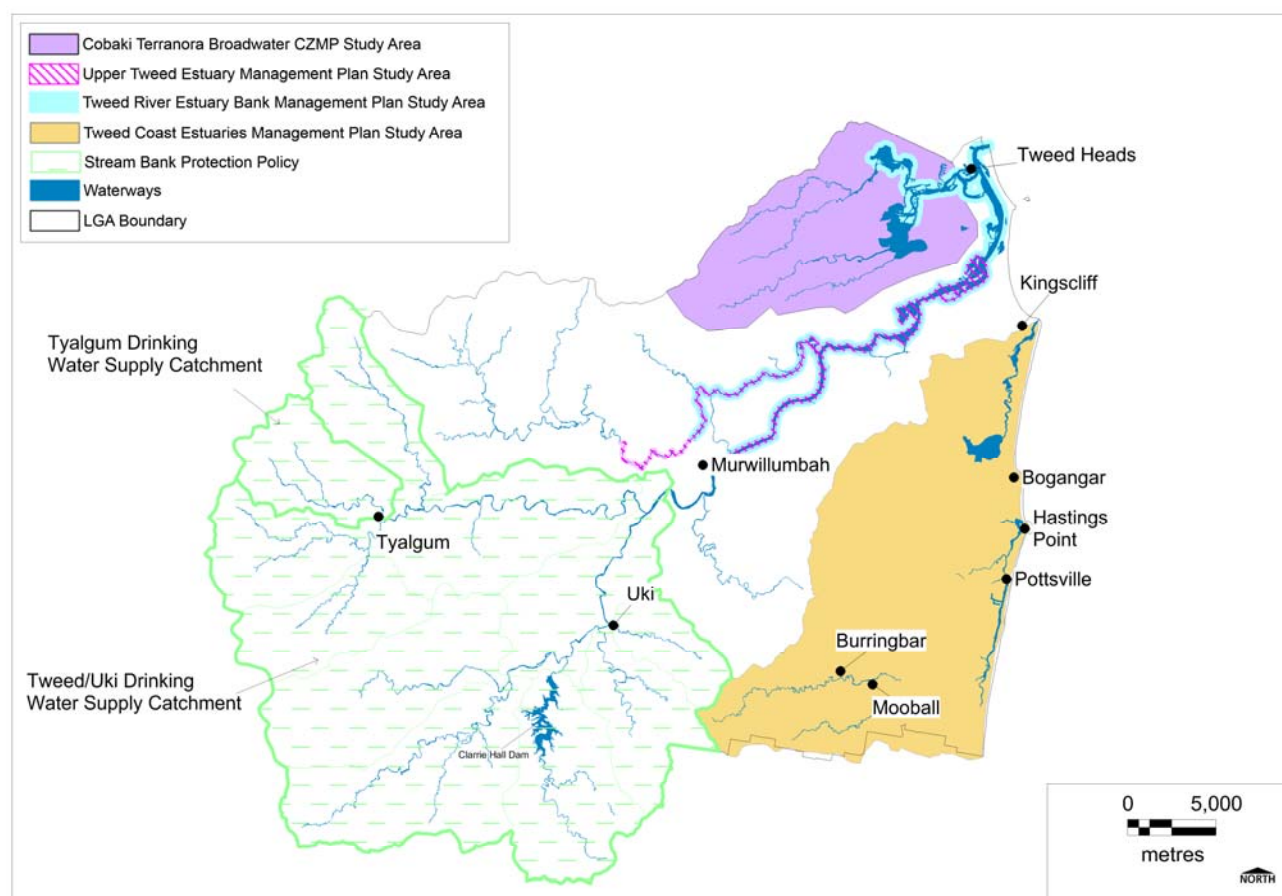 Cobaki Terranora Broadwater CZMP Study Area
Upper Tweed Estuary Management Plan Study Area
Tweed River Estuary Bank Management Plan Study Area
Tweed Coast Estuaries Management Plan Study Area
Stream Bank Protection Policy
Waterways
LGA Boundary
Tweed Heads
Kingscliff
Tyalgum Drinking
Water Supply Catchment
Murwillumbah
Bogangar
Hastings
Point
Tyalgum
Pottsville
Uki
Burringbar
Tweed/Uki Drinking
Water Supply Catchment
Mooball
Clarrie Hall Dam
0 5,000
metres
NORTH